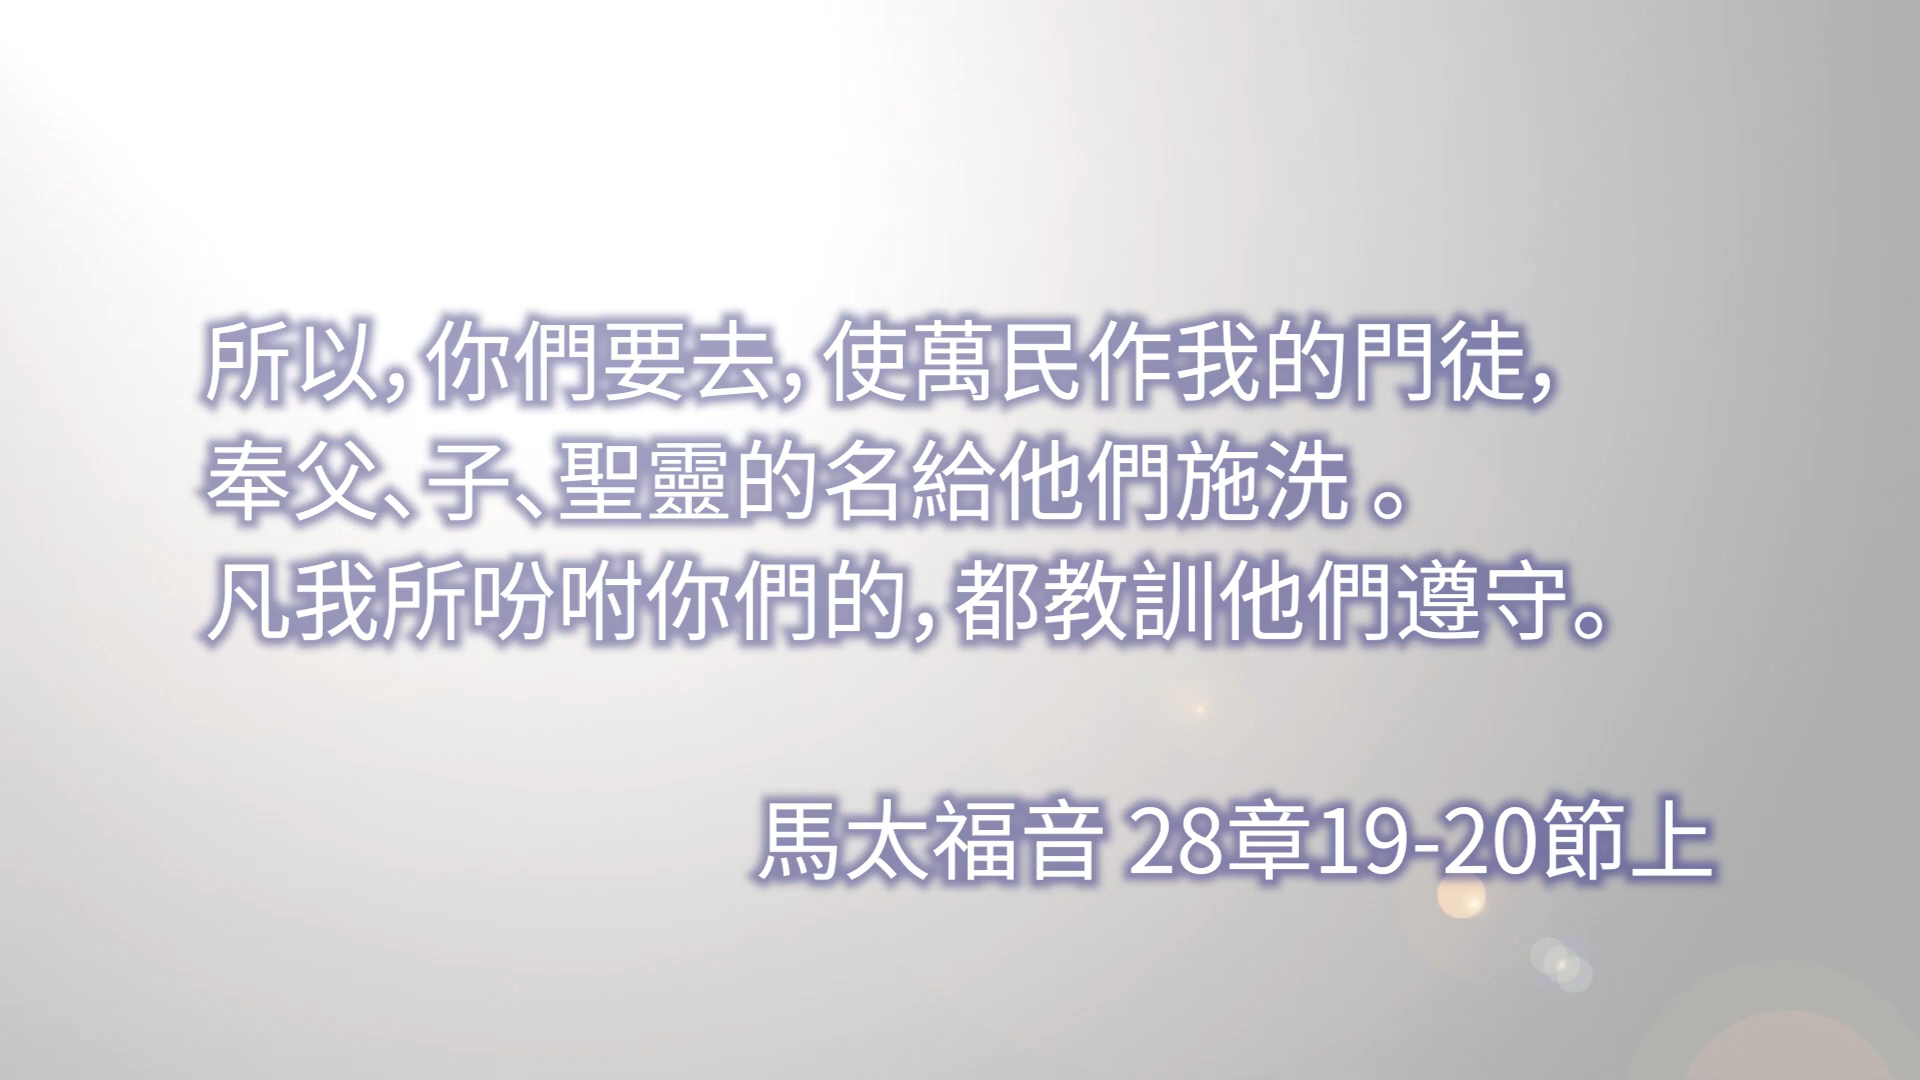 所以，你們要去，使萬民作我的門徒，
奉父、子、聖靈的名給他們施洗 。
凡我所吩咐你們的，都教訓他們遵守。
馬太福音 28章19-20節上